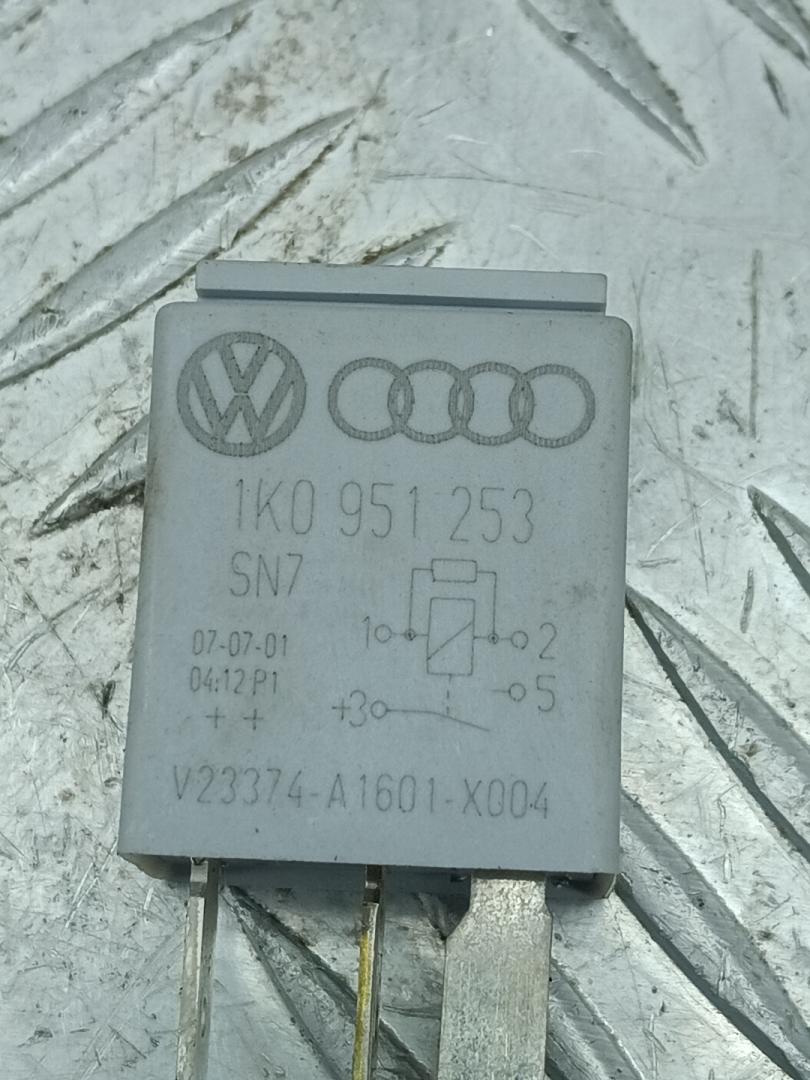 1K0 951 253
SN7
07-07-01
04:12 P1
+ +
1 2
5
+3
V23374-A1601-X004